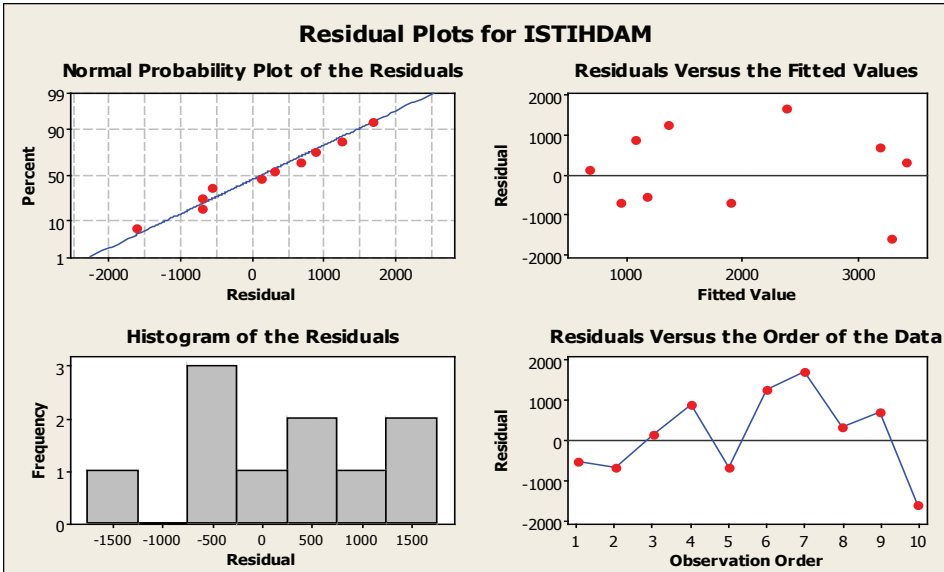 Residual Plots for ISTIHDAM
Normal Probability Plot of the Residuals
99
90
50
10
1
Percent
-2000 -1000 0 1000 2000
Residual
Residuals Versus the Fitted Values
2000
1000
0
-1000
-2000
Residual
1000 2000 3000
Fitted Value
Histogram of the Residuals
3
2
1
0
Frequency
-1500 -1000 -500 0 500 1000 1500
Residual
Residuals Versus the Order of the Data
2000
1000
0
-1000
-2000
Residual
1 2 3 4 5 6 7 8 9 10
Observation Order